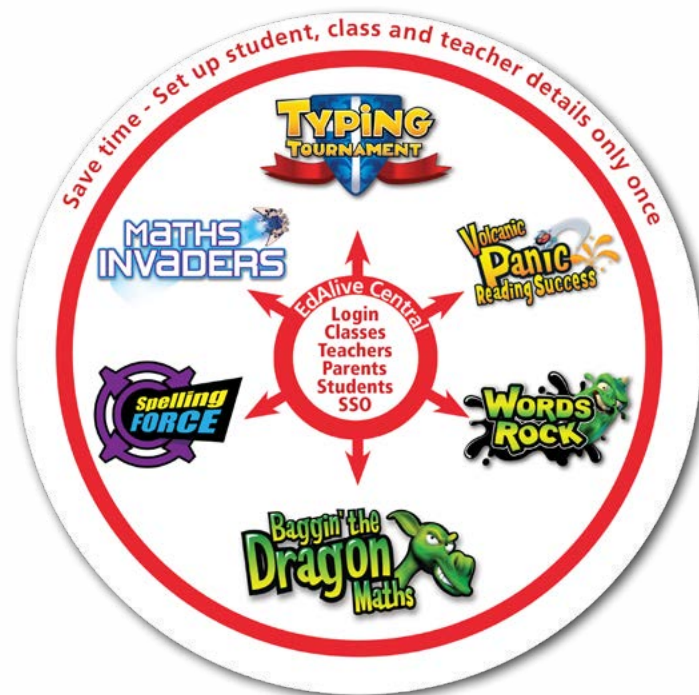 Save time - Set up student, class and teacher details only once
TYPiNG
TOURNAMENT
MATHS
INVADERS
Volcanic
Panic
Reading Success
EdAlive Central
Login
Classes
Teachers
Parents
Students
SSO
Spelling
FORCE
WORDS
ROCK
Baggin' the
Dragon
Maths